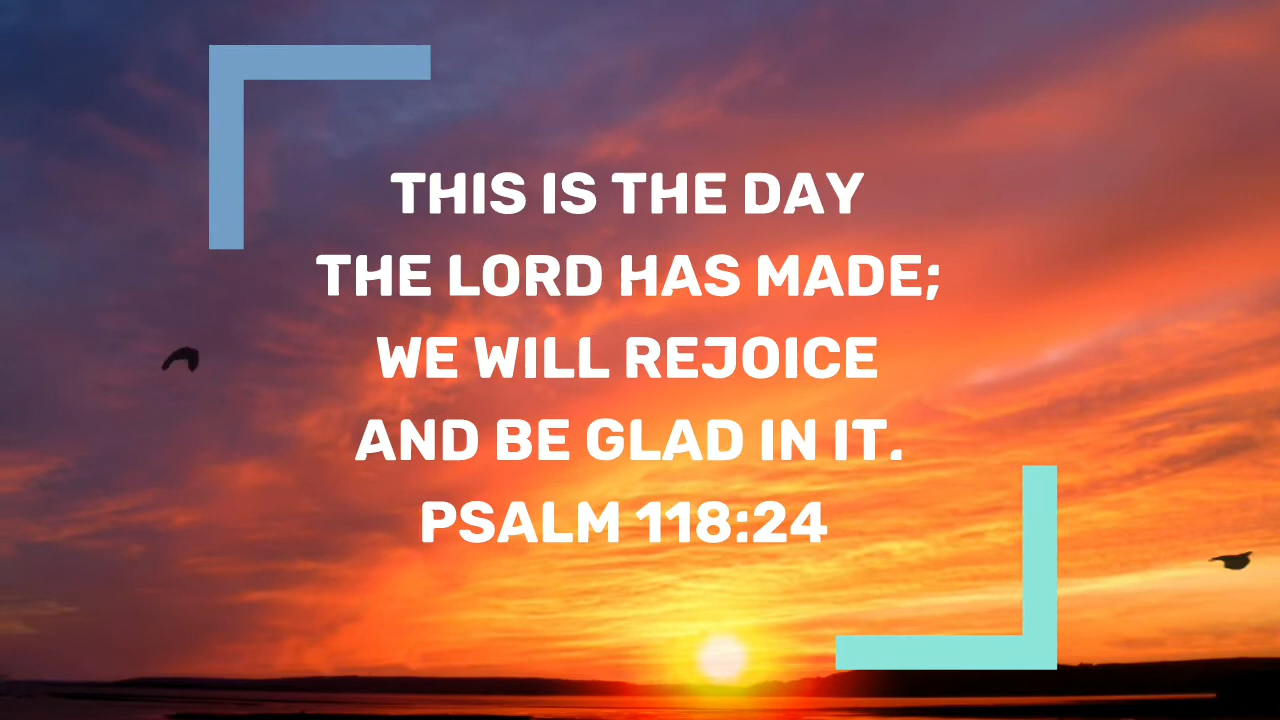 THIS IS THE DAY
THE LORD HAS MADE;
WE WILL REJOICE
AND BE GLAD IN IT.
PSALM 118:24